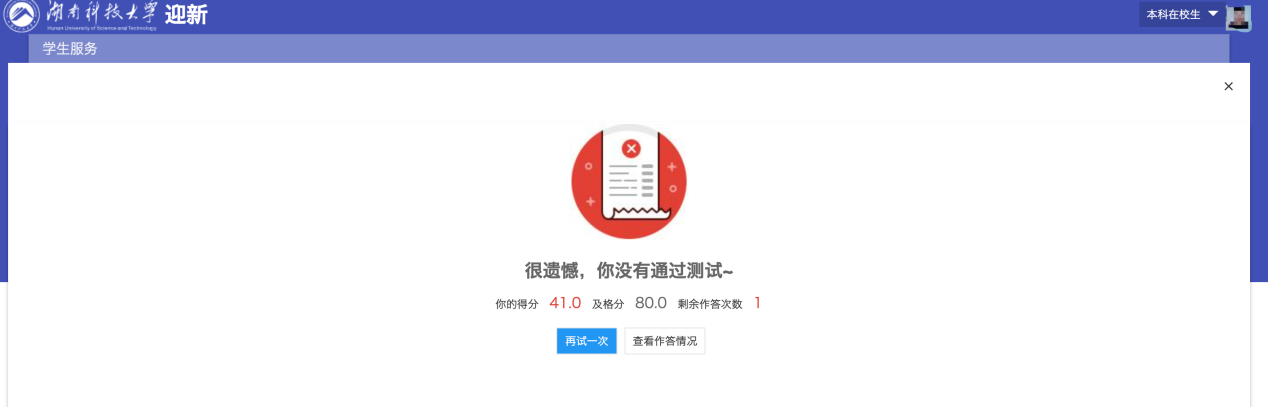 湖南科技大学 迎新 本科在校生
Hunan University of Science and Technology
学生服务
×
很遗憾，你没有通过测试~
你的得分 41.0 及格分 80.0 剩余作答次数 1
再试一次 查看作答情况